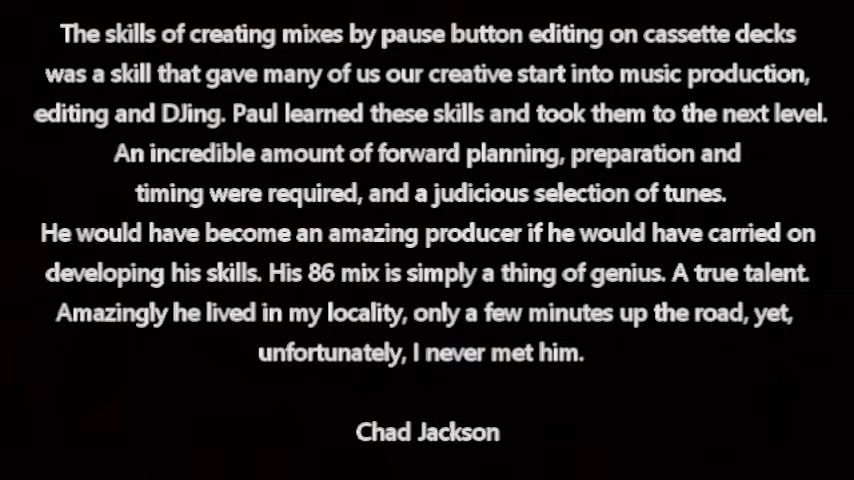 The skills of creating mixes by pause button editing on cassette decks
was a skill that gave many of us our creative start into music production,
editing and DJing. Paul learned these skills and took them to the next level.
An incredible amount of forward planning, preparation and
timing were required, and a judicious selection of tunes.
He would have become an amazing producer if he would have carried on
developing his skills. His 86 mix is simply a thing of genius. A true talent.
Amazingly he lived in my locality, only a few minutes up the road, yet,
unfortunately, I never met him.
Chad Jackson